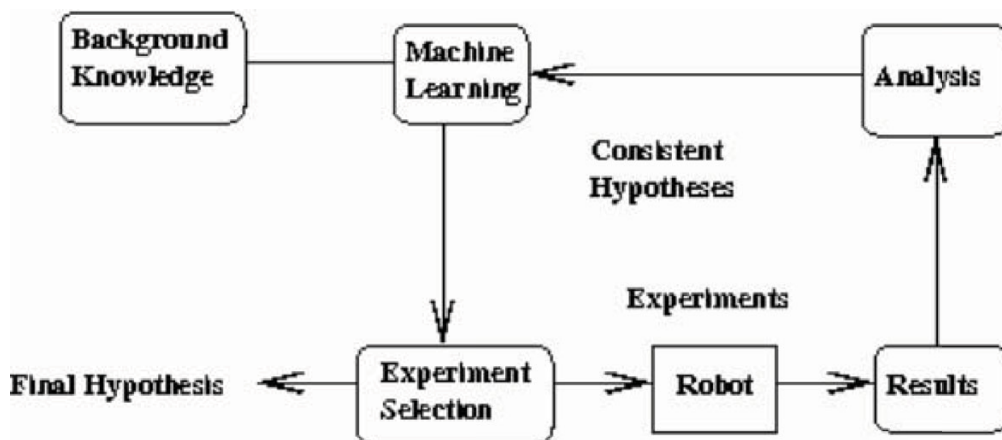 Background
Knowledge
Machine
Learning
Analysis
Consistent
Hypotheses
Experiments
Final Hypothesis
Experiment
Selection
Robot
Results